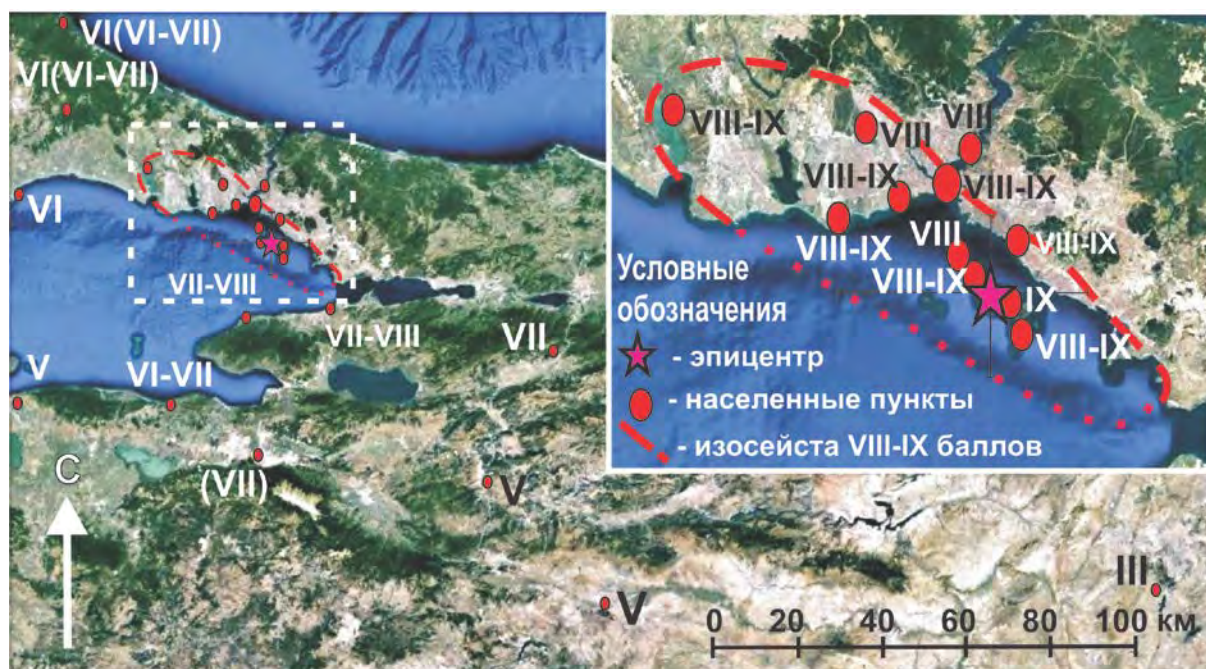 VI(VI-VII)
VI(VI-VII)
VI
VII-VIII
VII-VIII
VII
V
VI-VII
С
(VII)
V
V
III
0 20 40 60 80 100 км
VIII-IX
VIII
VIII
VIII-IX
VIII-IX
VIII-IX
VIII
VIII-IX
VIII-IX
IX
VIII-IX
Условные
обозначения
- эпицентр
- населенные пункты
- изосейста VIII-IX баллов